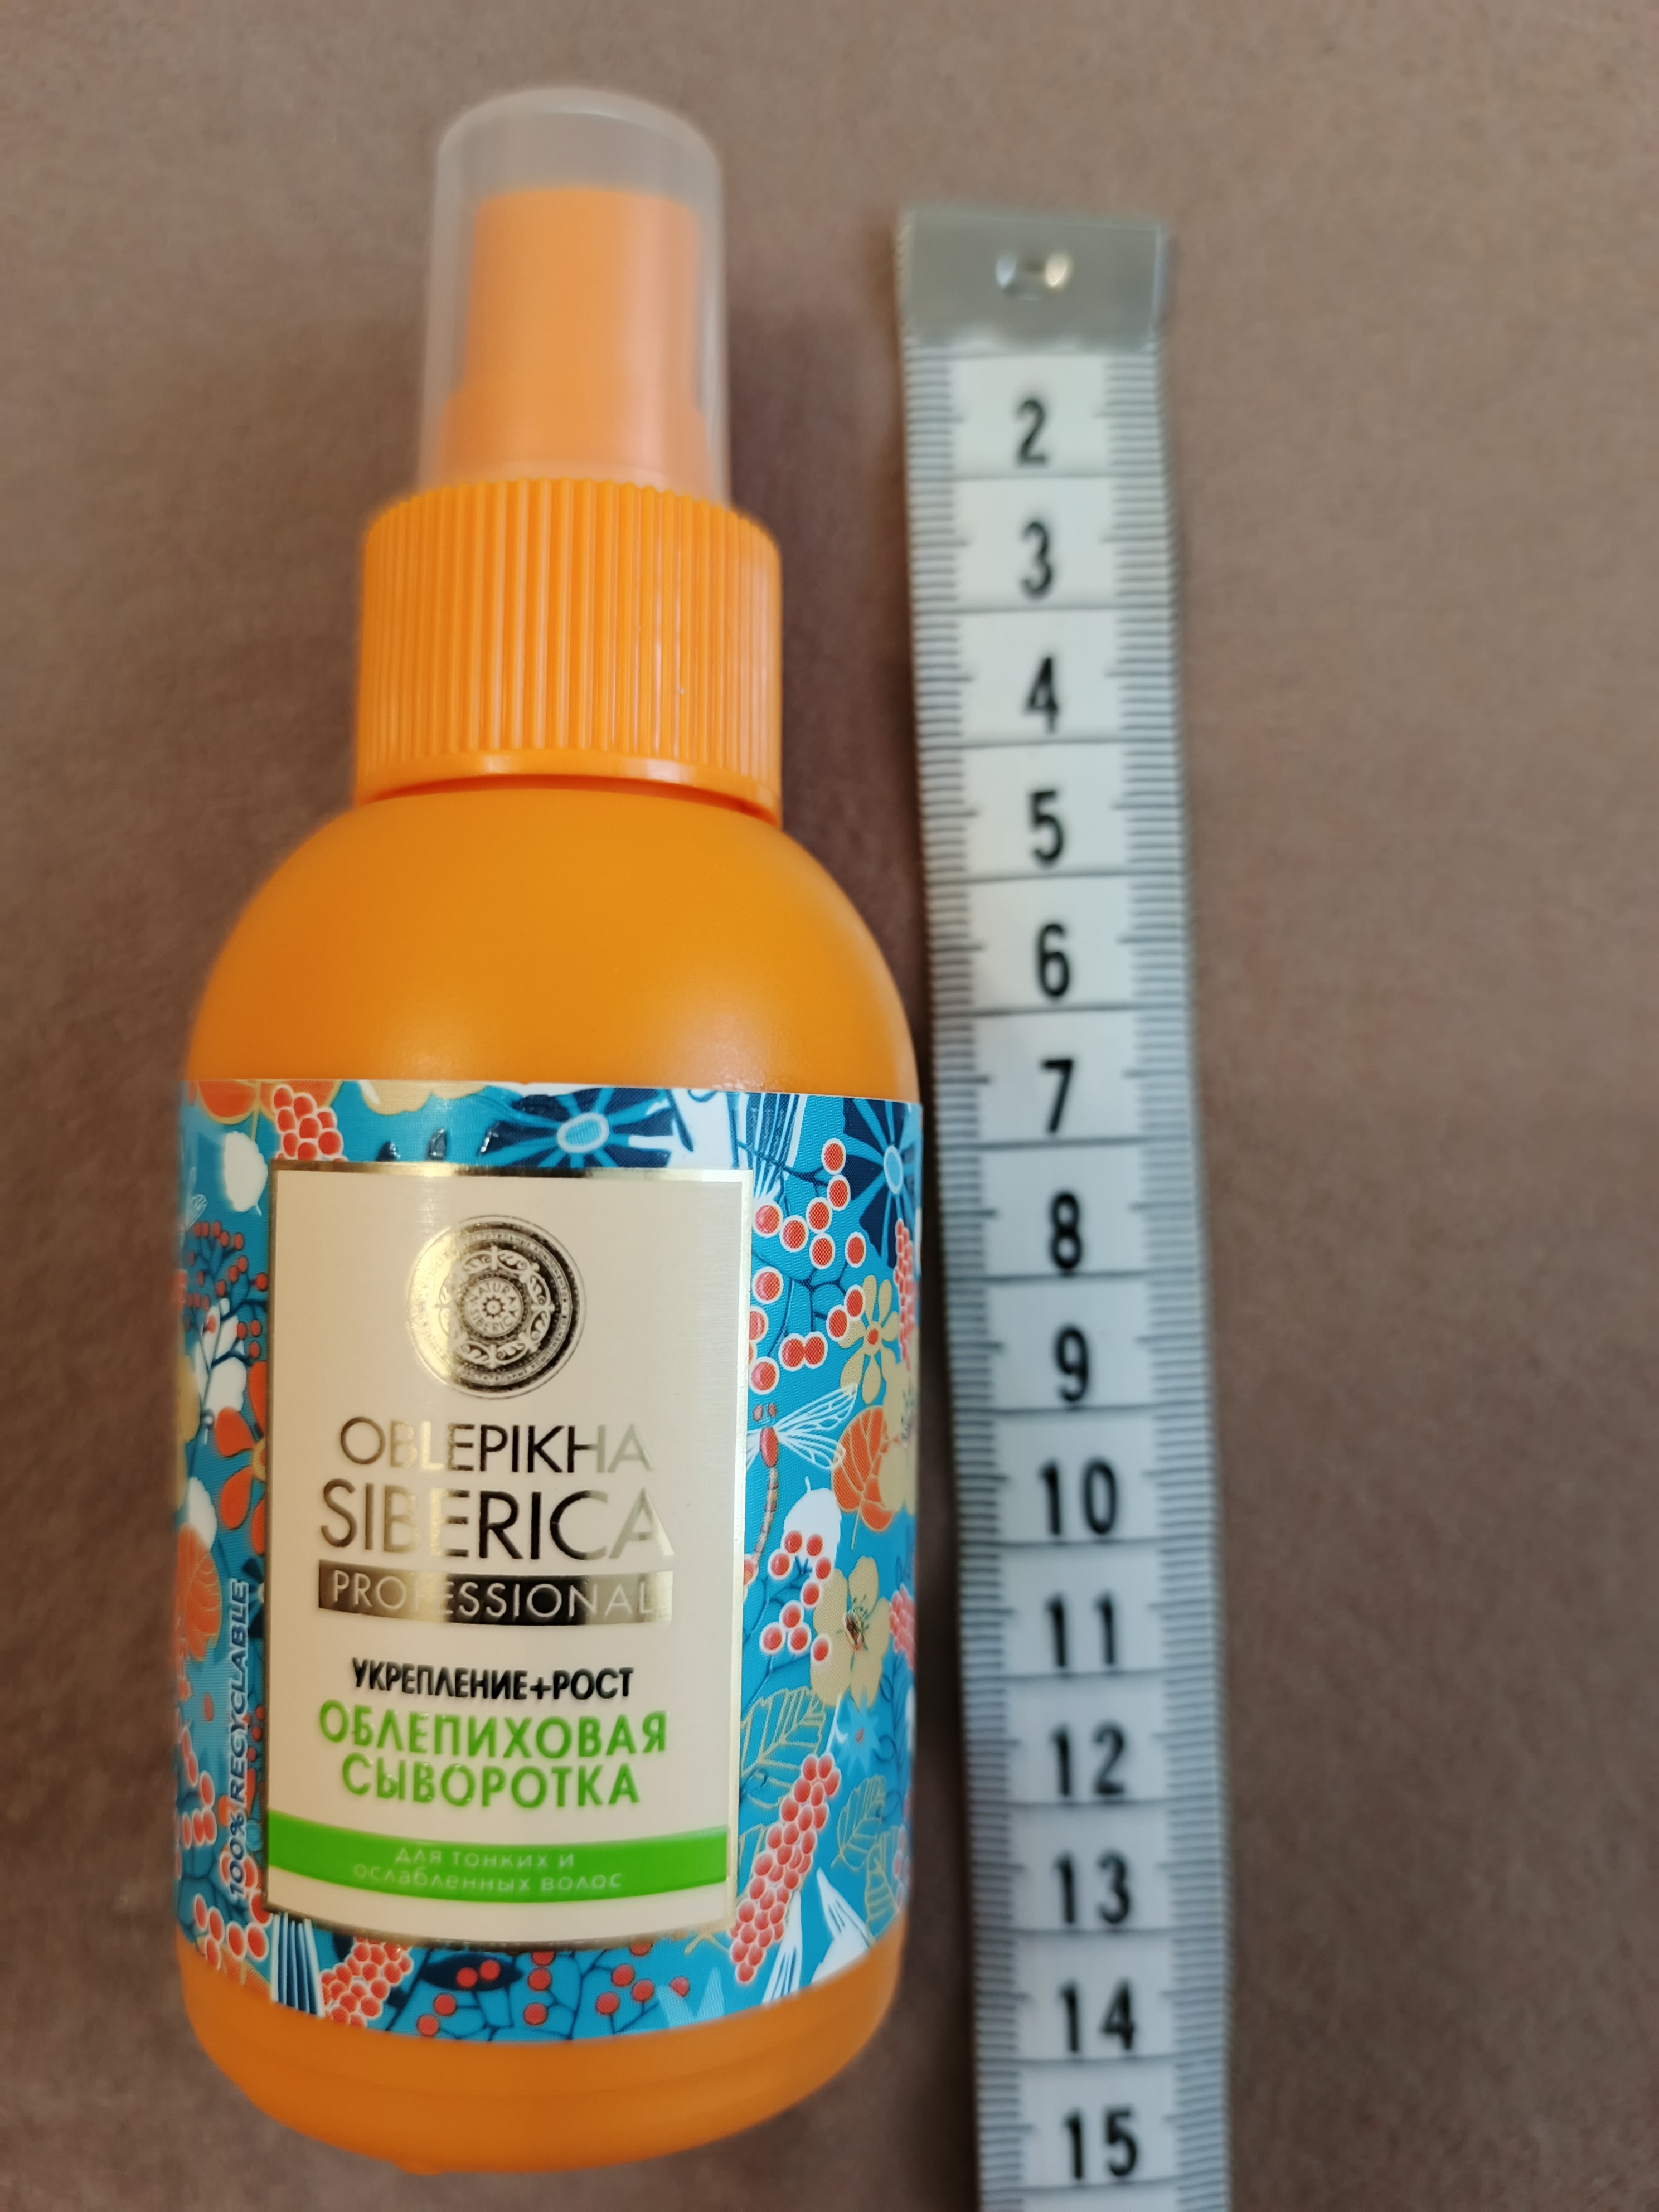 NATURA
SIBERICA
OBLEPIKHA
SIBERICA
PROFESSIONAL
УКРЕПЛЕНИЕ+РОСТ
ОБЛЕПИХОВАЯ
СЫВОРОТКА
для тонких и
ослабленных волос
100% RECYCLABLE
2
3
4
5
6
7
8
9
10
11
12
13
14
15